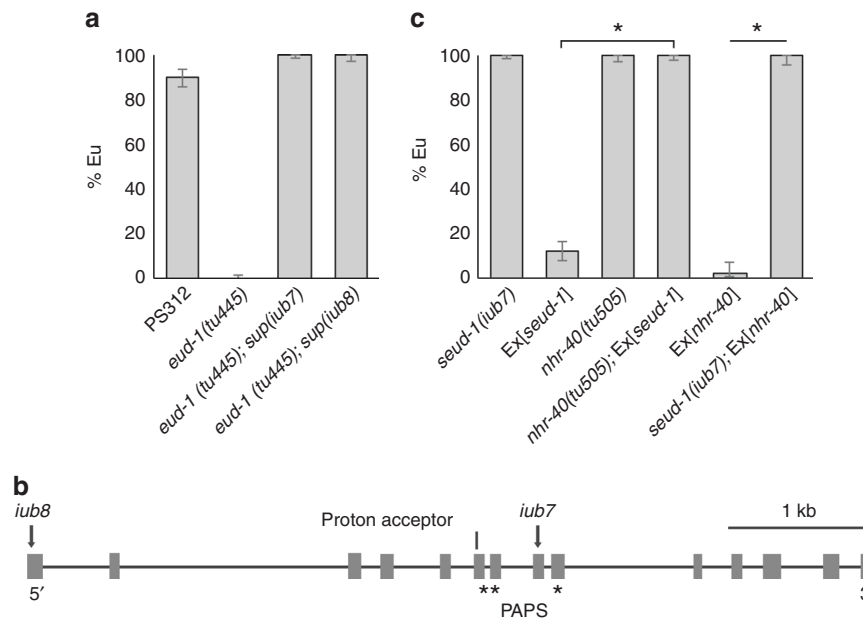 a
% Eu
100
80
60
40
20
0
PS312
eud-1(tu445)
eud-1 (tu445); sup(iub7)
eud-1 (tu445); sup(iub8)
c
% Eu
100
80
60
40
20
0
*
*
seud-1(iub7)
Ex[seud-1]
nhr-40(tu505)
nhr-40(tu505); Ex[seud-1]
Ex[nhr-40]
seud-1(iub7); Ex[nhr-40]
b
iub8
Proton acceptor
iub7
1 kb
5′
** *
3
PAPS